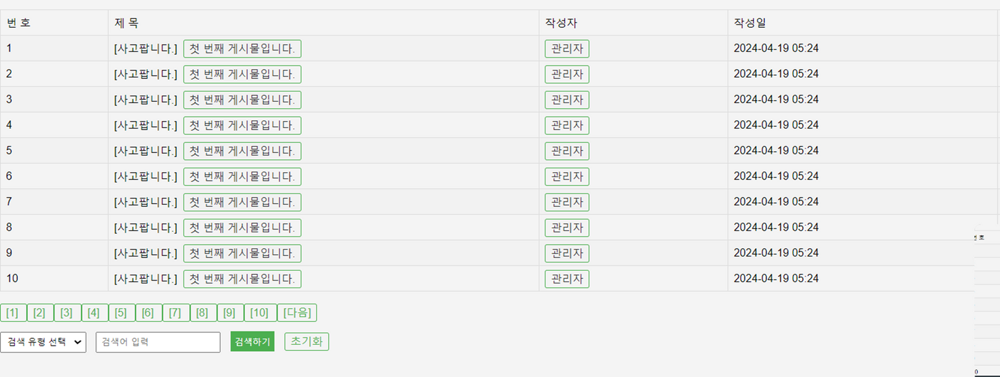 번 호 제 목 작성자 작성일
1 [사고팝니다.] 첫 번째 게시물입니다. 관리자 2024-04-19 05:24
2 [사고팝니다.] 첫 번째 게시물입니다. 관리자 2024-04-19 05:24
3 [사고팝니다.] 첫 번째 게시물입니다. 관리자 2024-04-19 05:24
4 [사고팝니다.] 첫 번째 게시물입니다. 관리자 2024-04-19 05:24
5 [사고팝니다.] 첫 번째 게시물입니다. 관리자 2024-04-19 05:24
6 [사고팝니다.] 첫 번째 게시물입니다. 관리자 2024-04-19 05:24
7 [사고팝니다.] 첫 번째 게시물입니다. 관리자 2024-04-19 05:24
8 [사고팝니다.] 첫 번째 게시물입니다. 관리자 2024-04-19 05:24
9 [사고팝니다.] 첫 번째 게시물입니다. 관리자 2024-04-19 05:24
10 [사고팝니다.] 첫 번째 게시물입니다. 관리자 2024-04-19 05:24
[1] [2] [3] [4] [5] [6] [7] [8] [9] [10] [다음]
검색 유형 선택 검색어 입력 검색하기 초기화
호